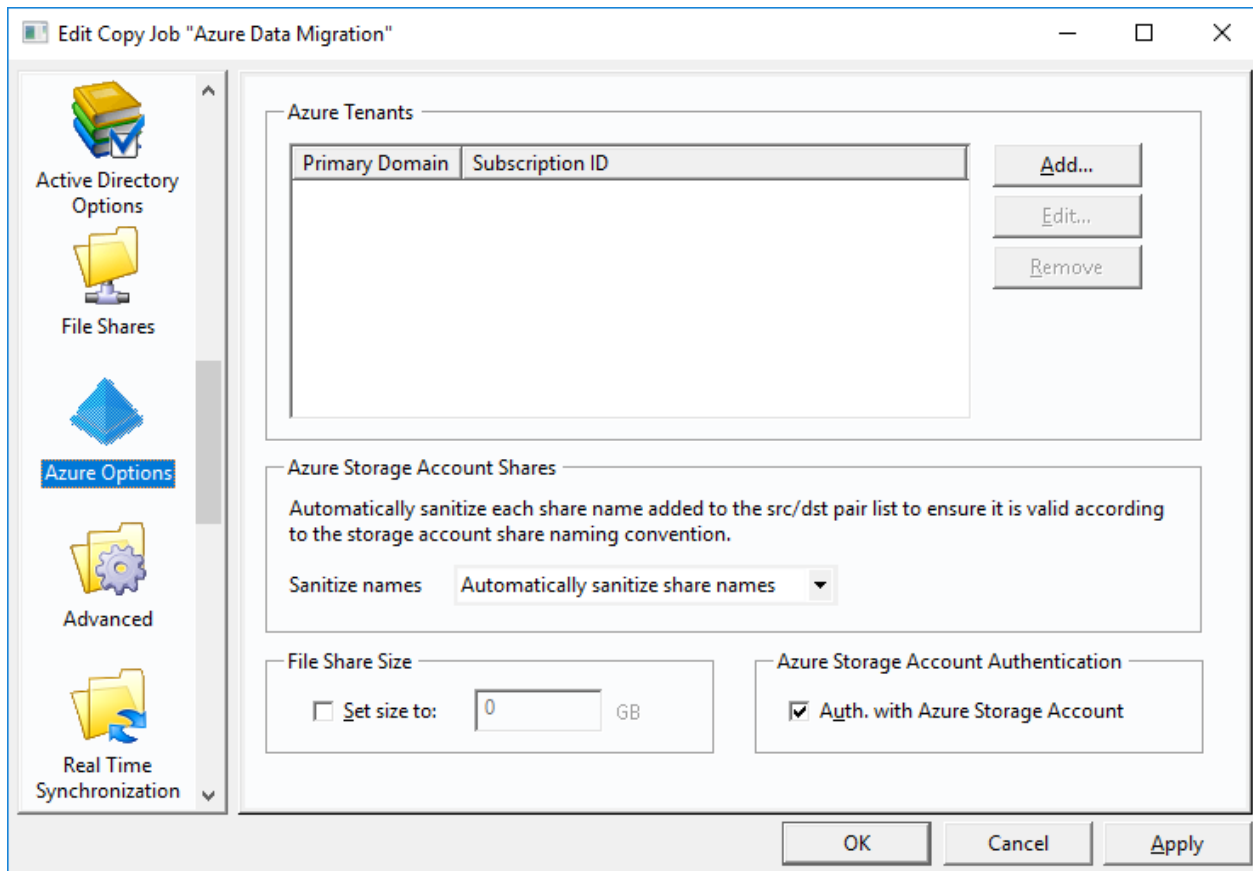 Edit Copy Job "Azure Data Migration"
Active Directory
Options
File Shares
Azure Options
Advanced
Real Time
Synchronization
Azure Tenants
Primary Domain Subscription ID
Add...
Edit...
Remove
Azure Storage Account Shares
Automatically sanitize each share name added to the src/dst pair list to ensure it is valid according
to the storage account share naming convention.
Sanitize names Automatically sanitize share names
File Share Size
Set size to: 0 GB
Azure Storage Account Authentication
Auth. with Azure Storage Account
OK Cancel Apply